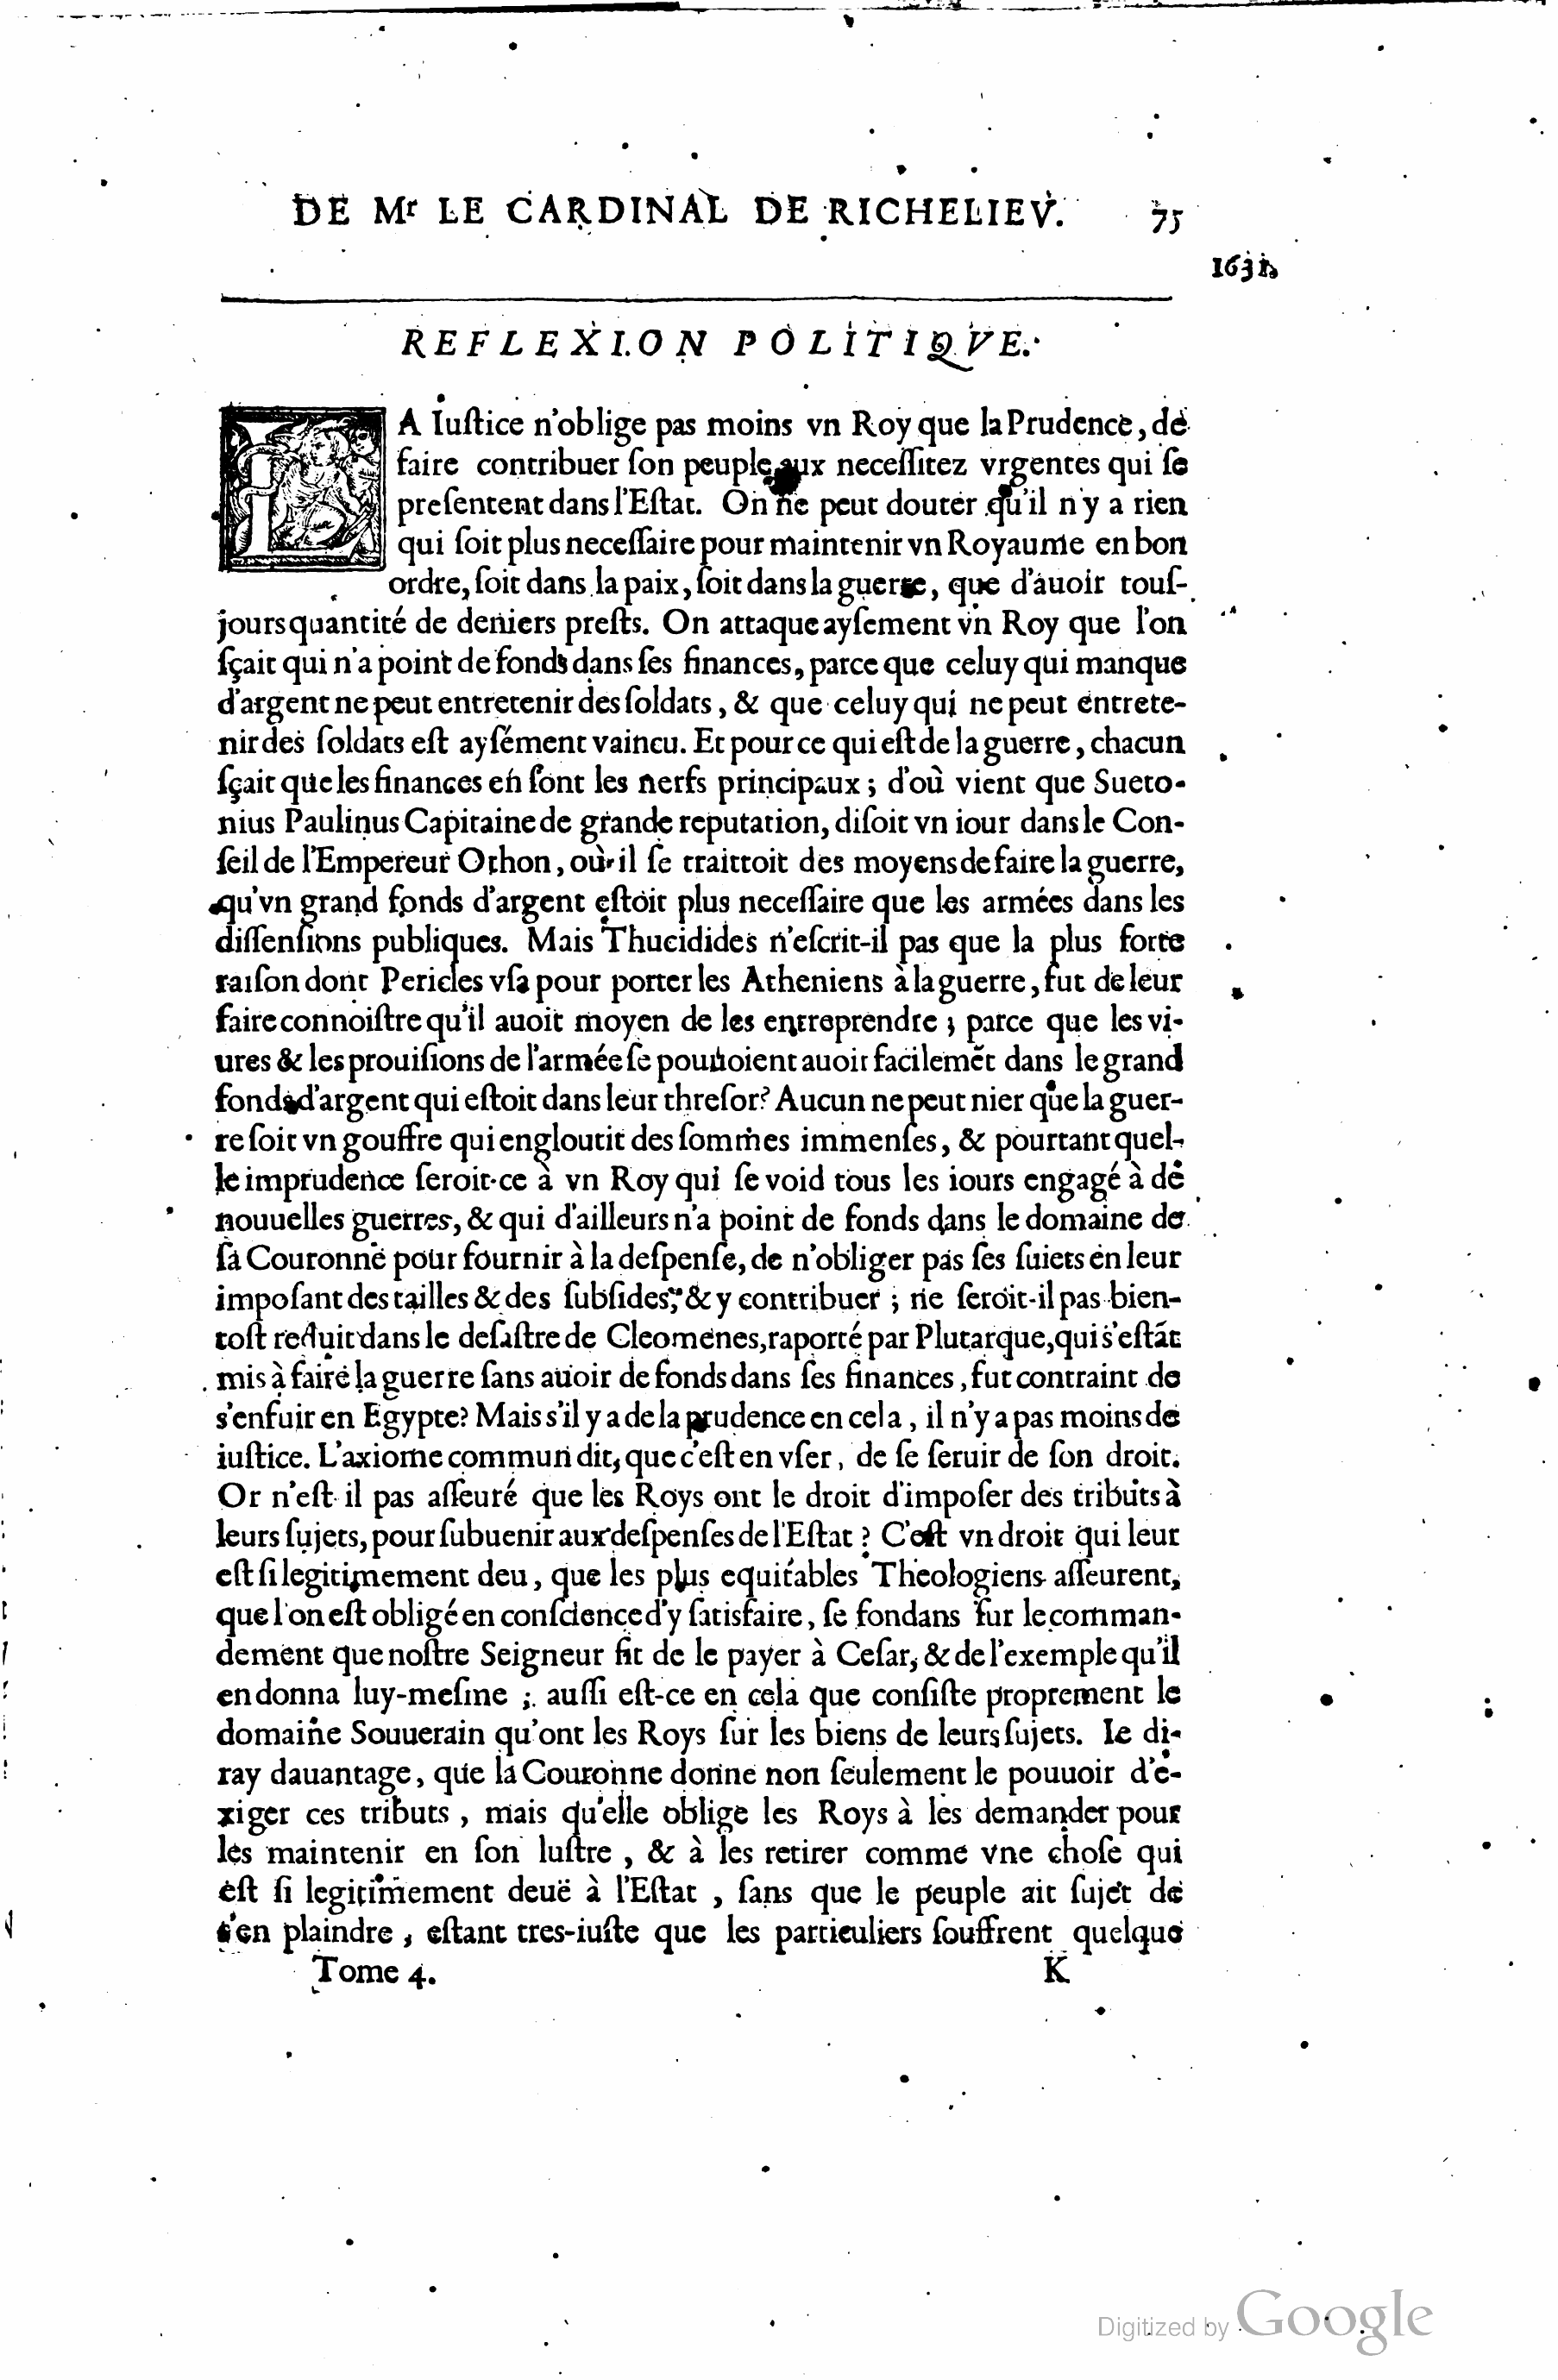 DE Mr LE CARDINAL DE RICHELIEV. 75
1631.
REFLEXION POLITIQVE.
LA Iuſtice n'oblige pas moins vn Roy que la Prudence, de
faire contribuer ſon peuple aux neceſſitez vrgentes qui ſe
preſentent dans l'Eſtat. On ne peut douter qu'il n'y a rien
qui ſoit plus neceſſaire pour maintenir vn Royaume en bon
ordre, ſoit dans la paix, ſoit dans la guerre, que d'auoir touſ-
jours quantité de deniers preſts. On attaque ayſement vn Roy que l'on
ſçait qui n'a point de fonds dans ſes finances, parce que celuy qui manque
d'argent ne peut entretenir des ſoldats, & que celuy qui ne peut entrete-
nir des ſoldats eſt ayſément vaincu. Et pour ce qui eſt de la guerre, chacun
ſçait que les finances en ſont les nerfs principaux ; d'où vient que Sueto-
nius Paulinus Capitaine de grande reputation, diſoit vn iour dans le Con-
ſeil de l'Empereur Othon, où il ſe traittoit des moyens de faire la guerre,
qu'vn grand fonds d'argent eſtoit plus neceſſaire que les armées dans les
diſſenſions publiques. Mais Thucidides n'eſcrit-il pas que la plus forte
raiſon dont Pericles vſa pour porter les Atheniens à la guerre, fut de leur
faire connoiſtre qu'il auoit moyen de les entreprendre ; parce que les vi-
ures & les prouiſions de l'armée ſe pouuoient auoir facilemẽt dans le grand
fonds d'argent qui eſtoit dans leur threſor? Aucun ne peut nier que la guer-
re ſoit vn gouffre qui engloutit des ſommes immenſes, & pourtant quel-
le imprudence ſeroit-ce à vn Roy qui ſe void tous les iours engagé à de
nouuelles guerres, & qui d'ailleurs n'a point de fonds dans le domaine de
ſa Couronne pour fournir à la deſpenſe, de n'obliger pas ſes ſuiets en leur
impoſant des tailles & des ſubſides, & y contribuer ; ne ſeroit-il pas bien-
toſt reduit dans le deſaſtre de Cleomenes, raporté par Plutarque, qui s'eſtãt
mis à faire la guerre ſans auoir de fonds dans ſes finances, fut contraint de
s'enfuir en Egypte? Mais s'il y a de la prudence en cela, il n'y a pas moins de
iuſtice. L'axiome commun dit, que c'eſt en vſer, de ſe ſeruir de ſon droit.
Or n'eſt-il pas aſſeuré que les Roys ont le droit d'impoſer des tributs à
leurs ſujets, pour ſubuenir aux deſpenſes de l'Eſtat ? C'eſt vn droit qui leur
eſt ſi legitimement deu, que les plus equitables Theologiens aſſeurent,
que l'on eſt obligé en conſcience d'y ſatisfaire, ſe fondans ſur le comman-
dement que noſtre Seigneur fit de le payer à Ceſar, & de l'exemple qu'il
en donna luy-meſme ; auſſi eſt-ce en cela que conſiſte proprement le
domaine Souuerain qu'ont les Roys ſur les biens de leurs ſujets. Ie di-
ray dauantage, que la Couronne donne non ſeulement le pouuoir d'e-
xiger ces tributs, mais qu'elle oblige les Roys à les demander pour
les maintenir en ſon luſtre, & à les retirer comme vne choſe qui
eſt ſi legitimement deuë à l'Eſtat, ſans que le peuple ait ſujet de
s'en plaindre, eſtant tres-iuſte que les particuliers ſouffrent quelque
Tome 4. K
Digitized by Google